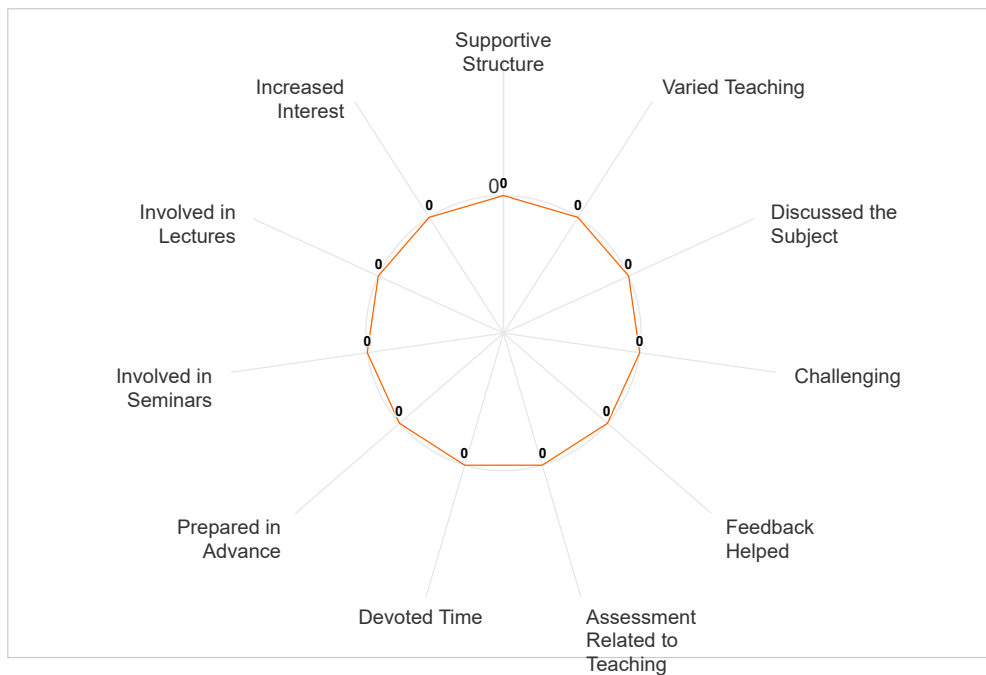 Supportive
Structure
Increased
Interest
Varied Teaching
0
0
0
0
Involved in
Lectures
Discussed the
Subject
0
0
Involved in
Seminars
0
0
Challenging
0
0
Prepared in
Advance
0
0
Feedback
Helped
Devoted Time
Assessment
Related to
Teaching